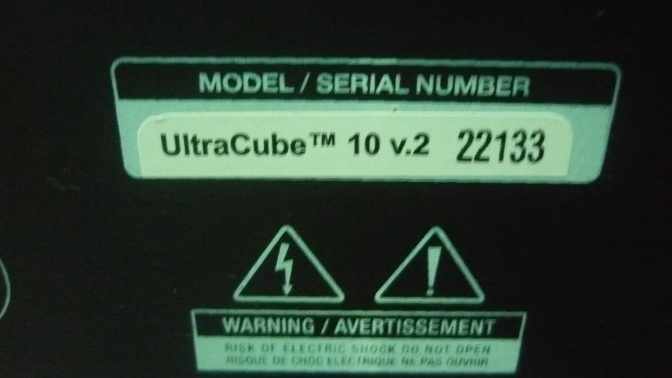 MODEL / SERIAL NUMBER
UltraCube™ 10 v.2 22133
WARNING / AVERTISSEMENT
RISK OF ELECTRIC SHOCK DO NOT OPEN
RISQUE DE CHOC ELECTRIQUE NE PAS OUVRIR